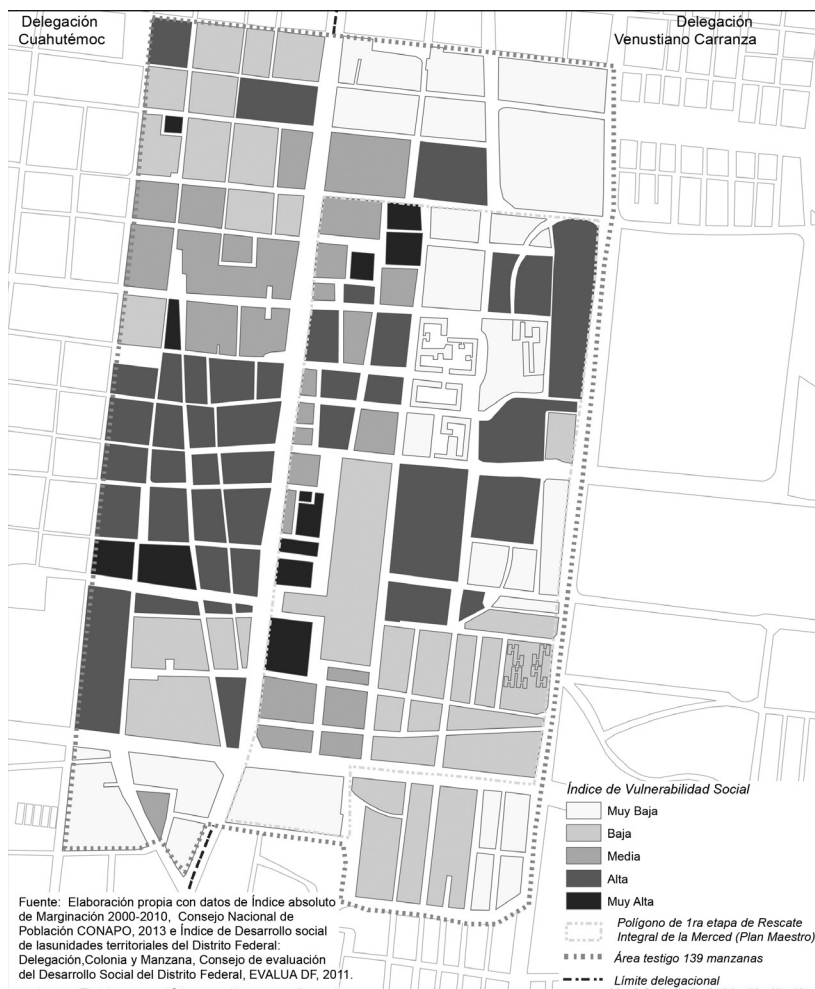 Delegación
Cuahutémoc
Delegación
Venustiano Carranza
Índice de Vulnerabilidad Social
Muy Baja
Baja
Media
Alta
Muy Alta
Polígono de 1ra etapa de Rescate
Integral de la Merced (Plan Maestro)
Área testigo 139 manzanas
Límite delegacional
Fuente: Elaboración propia con datos de Índice absoluto
de Marginación 2000-2010, Consejo Nacional de
Población CONAPO, 2013 e Índice de Desarrollo social
de lasunidades territoriales del Distrito Federal:
Delegación,Colonia y Manzana, Consejo de evaluación
del Desarrollo Social del Distrito Federal, EVALUA DF, 2011.